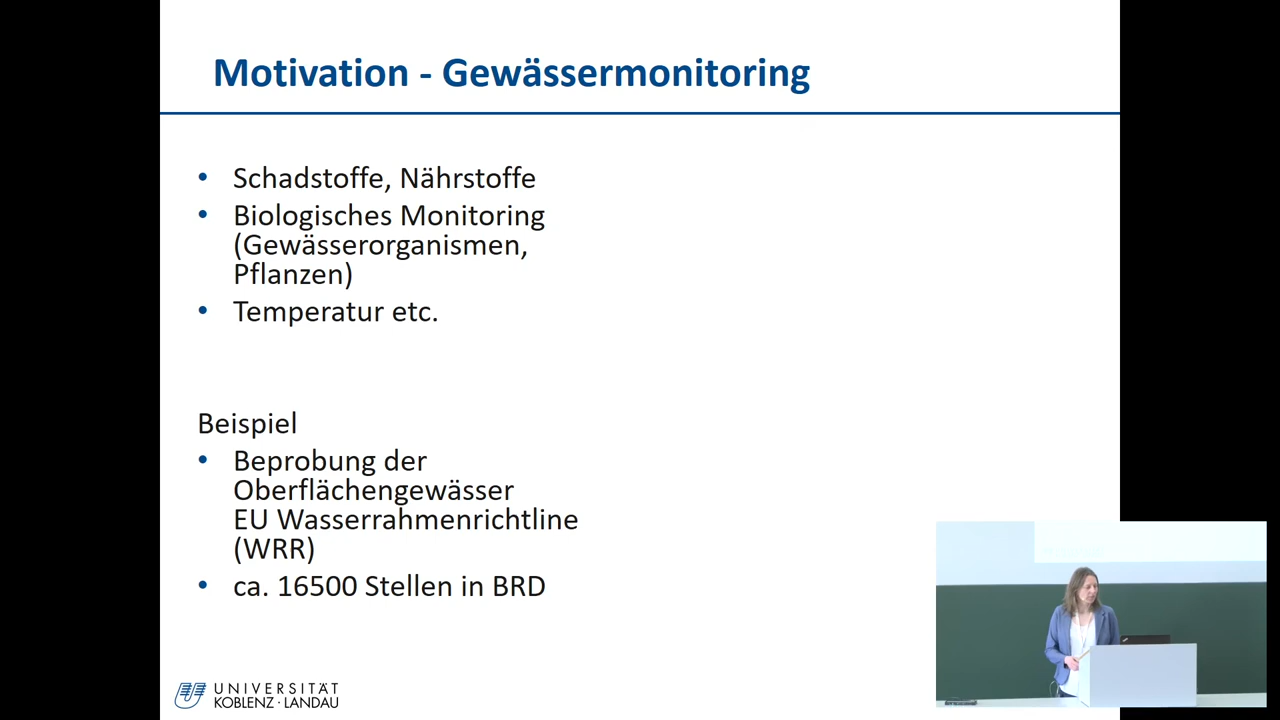 Motivation - Gewässermonitoring
• Schadstoffe, Nährstoffe
• Biologisches Monitoring
(Gewässerorganismen,
Pflanzen)
• Temperatur etc.
Beispiel
• Beprobung der
Oberflächengewässer
EU Wasserrahmenrichtline
(WRR)
• ca. 16500 Stellen in BRD
UNIVERSITÄT
KOBLENZ · LANDAU